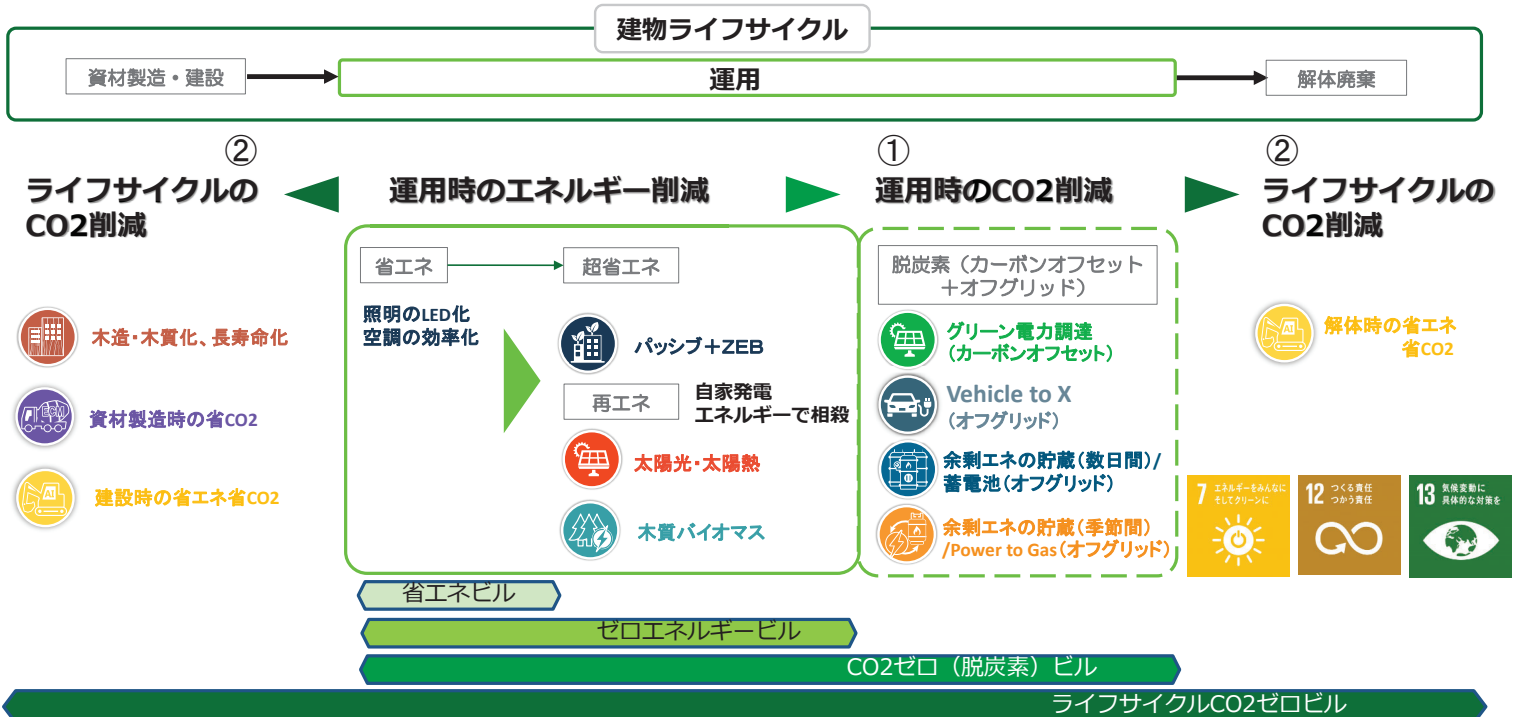 建物ライフサイクル
資材製造・建設
運用
解体廃棄
②
ライフサイクルの
CO2削減
運用時のエネルギー削減
①
運用時のCO2削減
②
ライフサイクルの
CO2削減
木造・木質化、長寿命化
ECM
資材製造時の省CO2
AI
建設時の省エネ省CO2
省エネ
超省エネ
照明のLED化
空調の効率化
パッシブ+ZEB
再エネ
自家発電
エネルギーで相殺
太陽光・太陽熱
木質バイオマス
脱炭素（カーボンオフセット
＋オフグリッド）
グリーン電力調達
(カーボンオフセット)
Vehicle to X
(オフグリッド)
余剰エネの貯蔵(数日間)/
蓄電池(オフグリッド)
余剰エネの貯蔵(季節間)
/Power to Gas(オフグリッド)
AI
解体時の省エネ
省CO2
7 エネルギーをみんなに
そしてクリーンに
12 つくる責任
つかう責任
13 気候変動に
具体的な対策を
省エネビル
ゼロエネルギービル
CO2ゼロ（脱炭素）ビル
ライフサイクルCO2ゼロビル